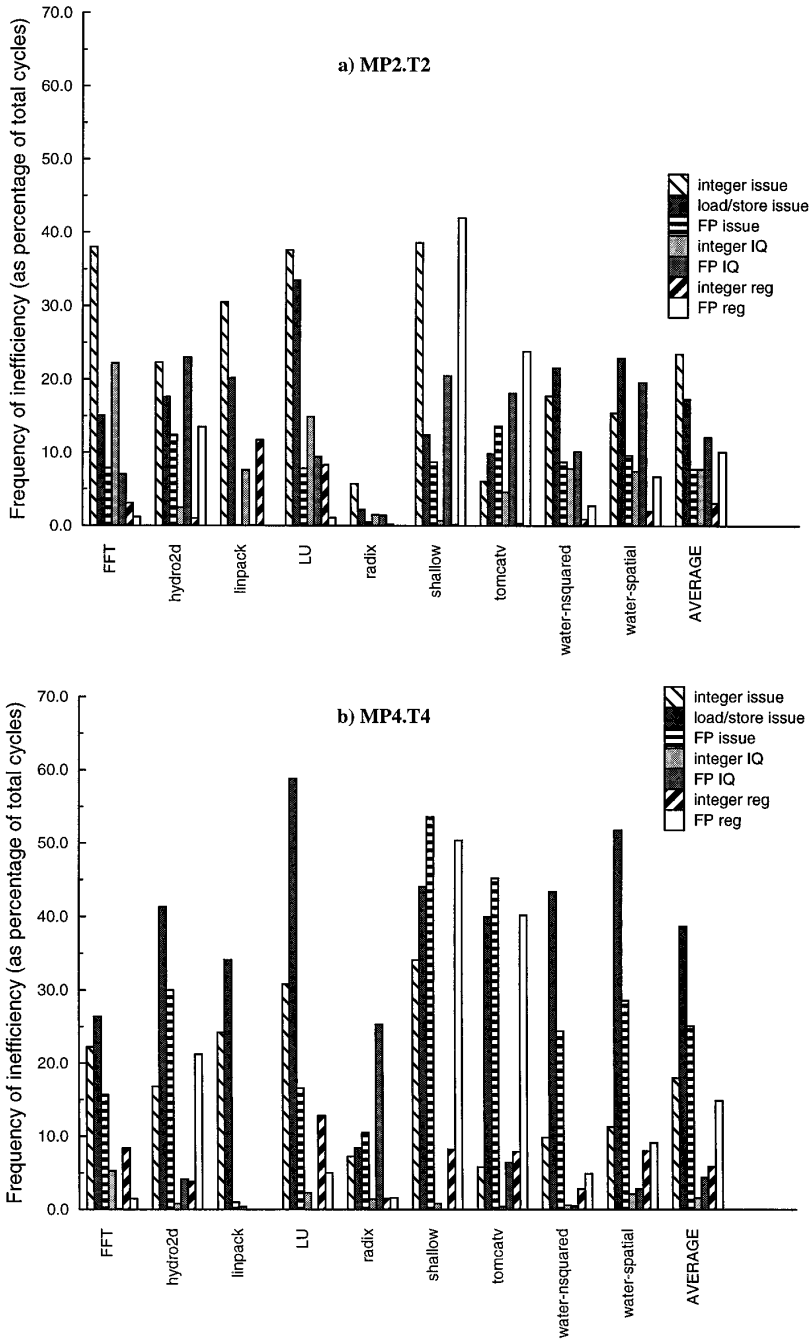 a) MP2.T2
Frequency of inefficiency (as percentage of total cycles)
70.0
60.0
50.0
40.0
30.0
20.0
10.0
0.0
integer issue
load/store issue
FP issue
integer IQ
FP IQ
integer reg
FP reg
FFT
hydro2d
linpack
LU
radix
shallow
tomcatv
water-nsquared
water-spatial
AVERAGE
b) MP4.T4
Frequency of inefficiency (as percentage of total cycles)
70.0
60.0
50.0
40.0
30.0
20.0
10.0
0.0
integer issue
load/store issue
FP issue
integer IQ
FP IQ
integer reg
FP reg
FFT
hydro2d
linpack
LU
radix
shallow
tomcatv
water-nsquared
water-spatial
AVERAGE